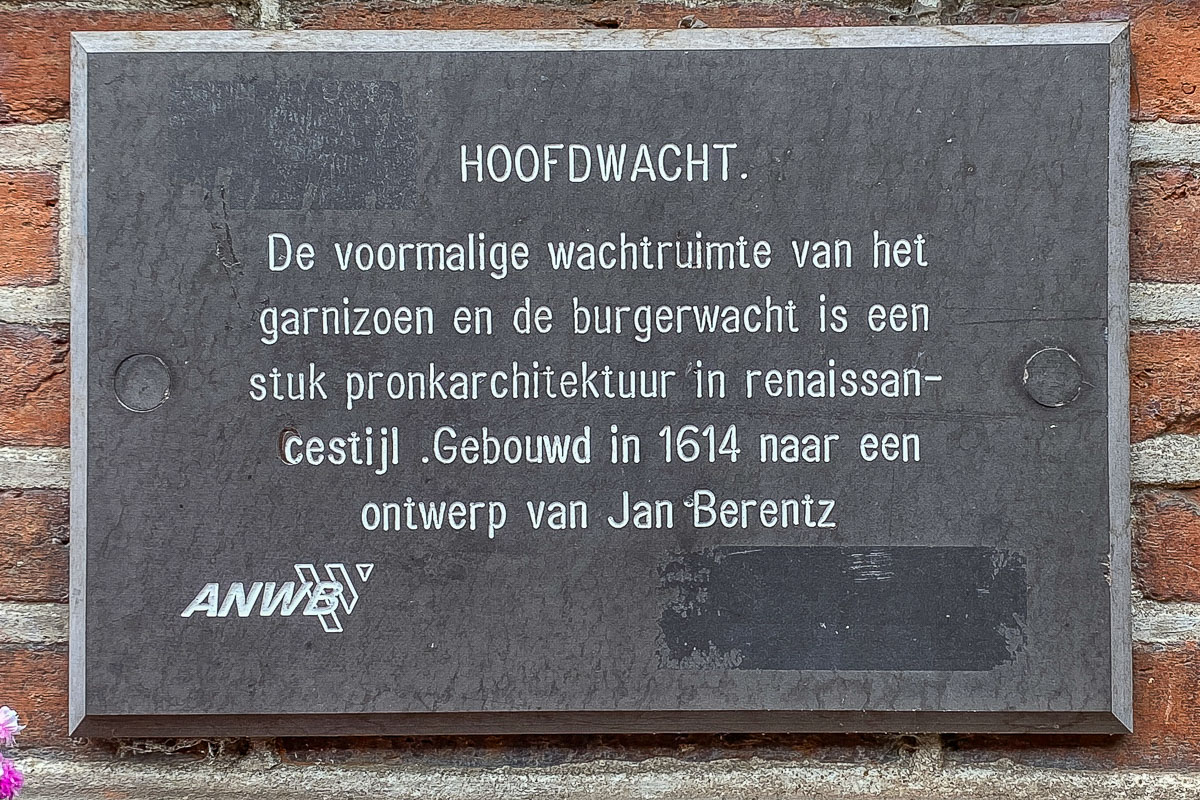 HOOFDWACHT.
De voormalige wachtruimte van het
garnizoen en de burgerwacht is een
stuk pronkarchitektuur in renaissan-
cestijl .Gebouwd in 1614 naar een
ontwerp van Jan Berentz
ANWB